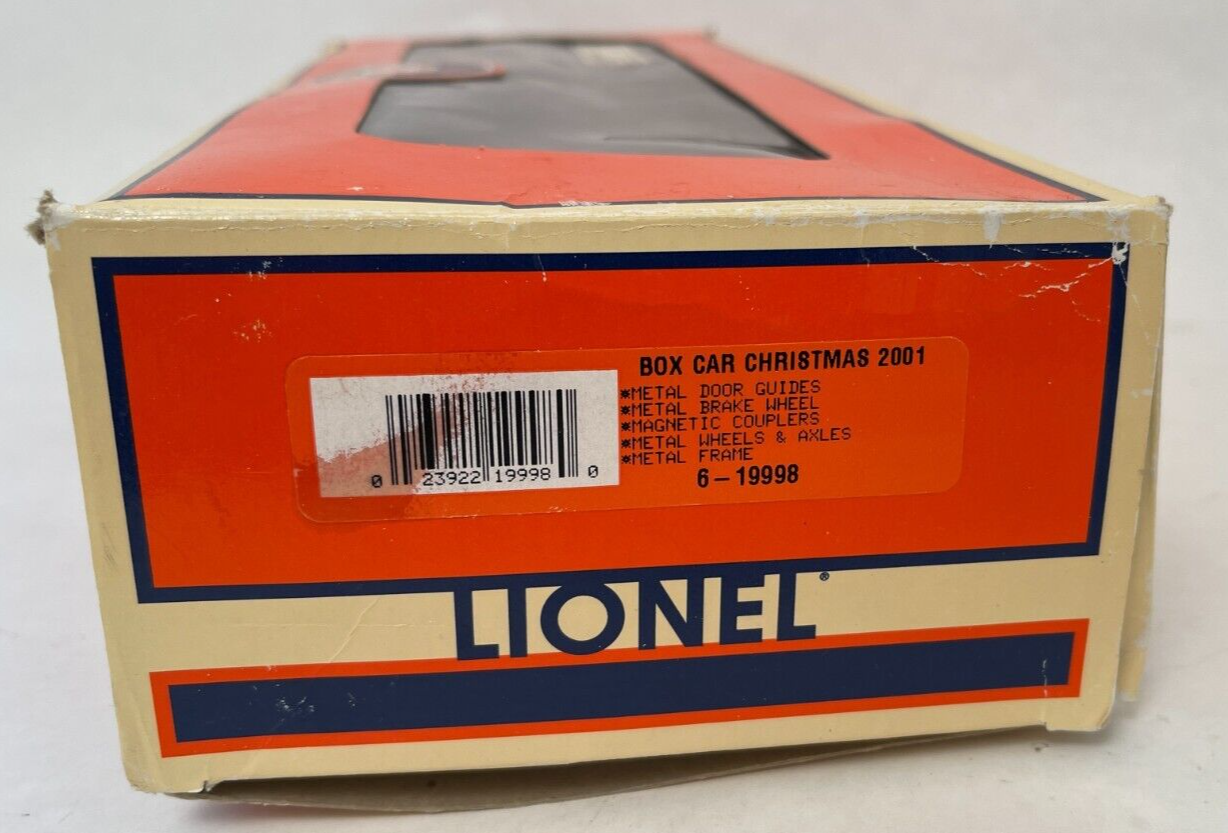 BOX CAR CHRISTMAS 2001
*METAL DOOR GUIDES
*METAL BRAKE WHEEL
*MAGNETIC COUPLERS
*METAL WHEELS & AXLES
*METAL FRAME
6-19998
0 23922 19998 0
LIONEL®